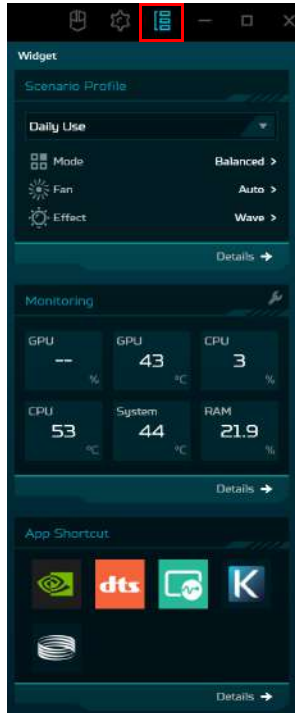 Widget
Scenario Profile
Daily Use
Mode Balanced >
Fan Auto >
Effect Wave >
Details →
Monitoring
GPU GPU CPU
-- 43 3
% °C %
CPU System RAM
53 44 21.9
°C °C %
Details →
App Shortcut
dts K
Details →